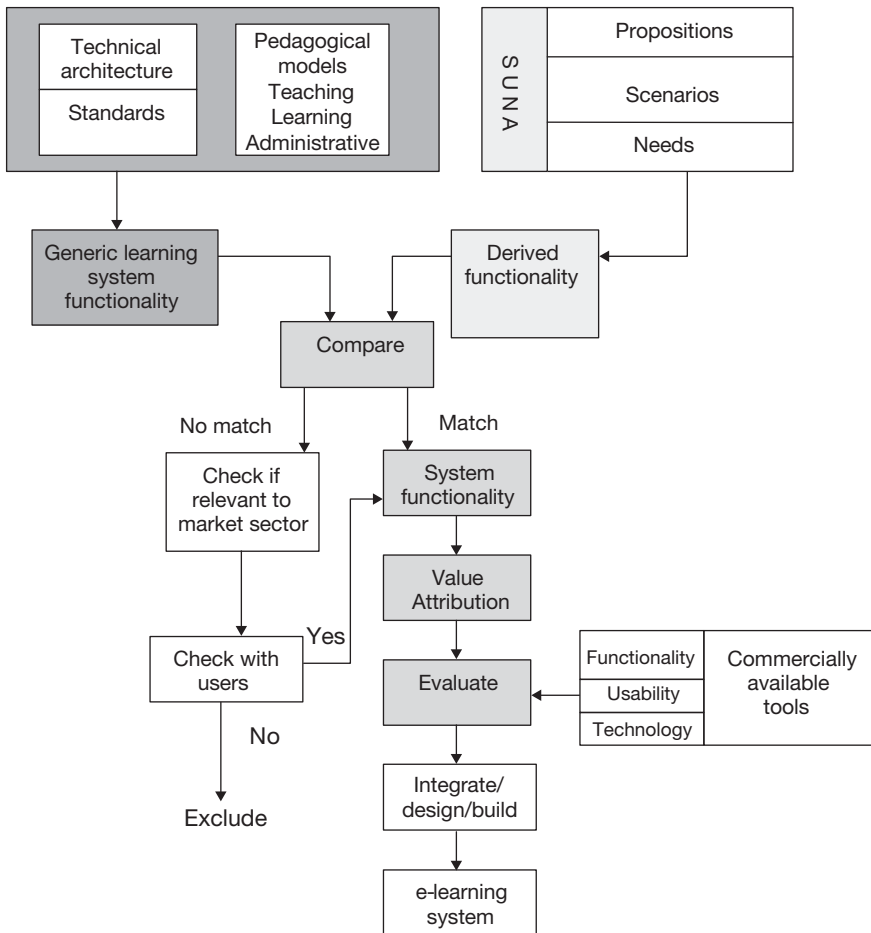 Technical
architecture
Standards
Pedagogical
models
Teaching
Learning
Administrative
SUNA
Propositions
Scenarios
Needs
Generic learning
system
functionality
Derived
functionality
Compare
No match
Match
Check if
relevant to
market sector
System
functionality
Value
Attribution
Yes
Check with
users
Evaluate
Functionality
Usability
Technology
Commercially
available
tools
No
Exclude
Integrate/
design/build
e-learning
system